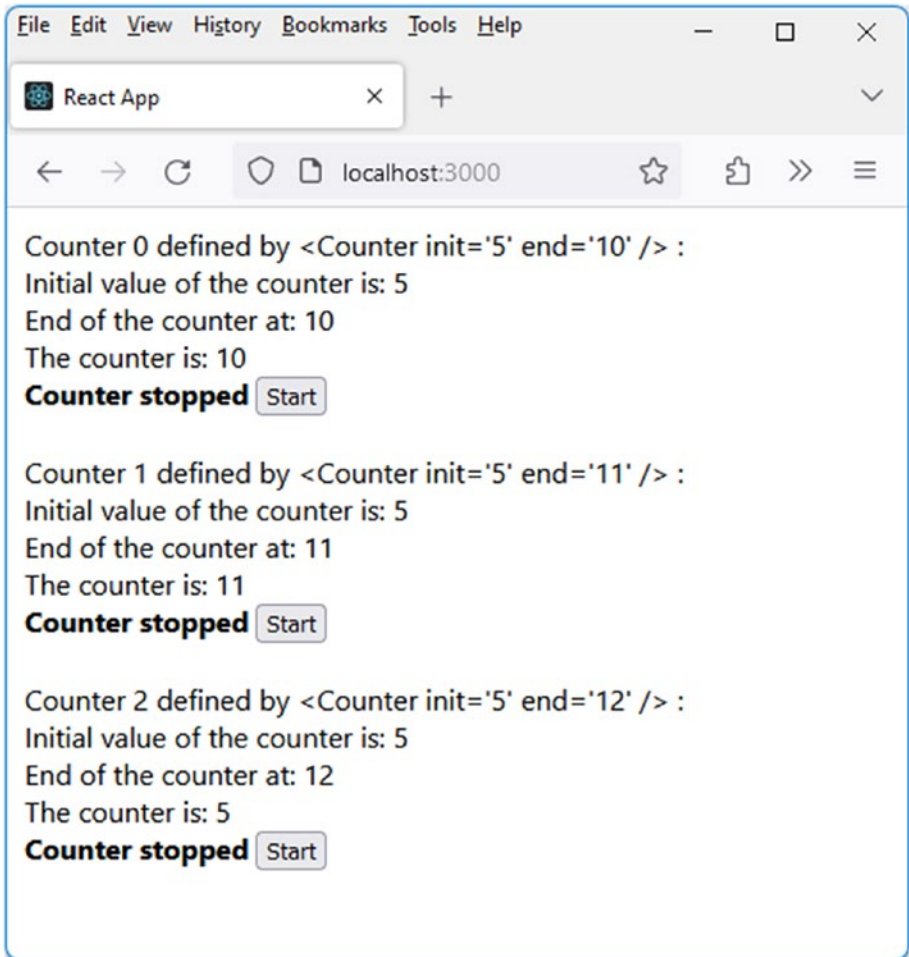 File Edit View History Bookmarks Tools Help
React App
localhost:3000
Counter 0 defined by <Counter init='5' end='10' /> :
Initial value of the counter is: 5
End of the counter at: 10
The counter is: 10
Counter stopped Start
Counter 1 defined by <Counter init='5' end='11' /> :
Initial value of the counter is: 5
End of the counter at: 11
The counter is: 11
Counter stopped Start
Counter 2 defined by <Counter init='5' end='12' /> :
Initial value of the counter is: 5
End of the counter at: 12
The counter is: 5
Counter stopped Start